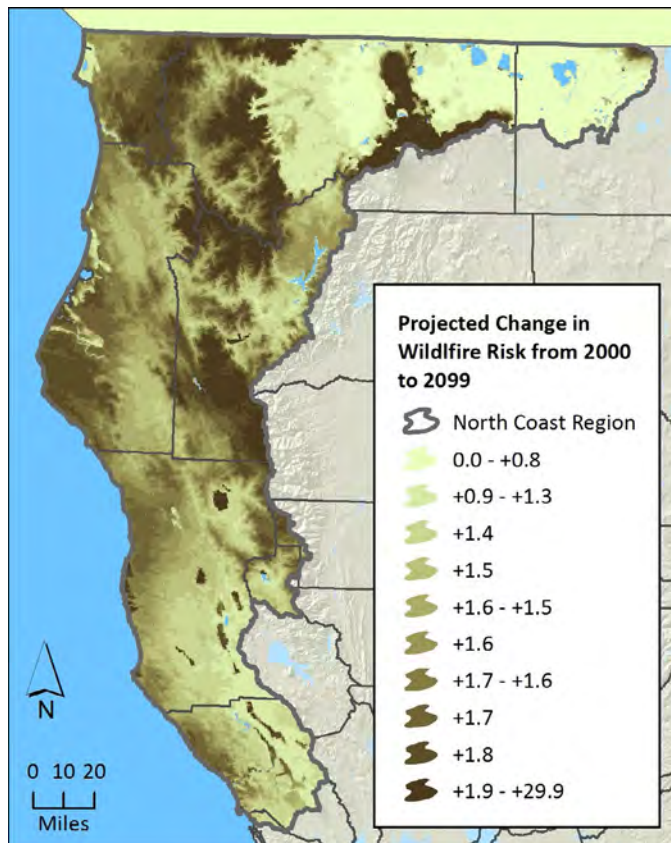 Projected Change in
Wildlfire Risk from 2000
to 2099
North Coast Region
0.0 - +0.8
+0.9 - +1.3
+1.4
+1.5
+1.6 - +1.5
+1.6
+1.7 - +1.6
+1.7
+1.8
+1.9 - +29.9
N
0 10 20
Miles